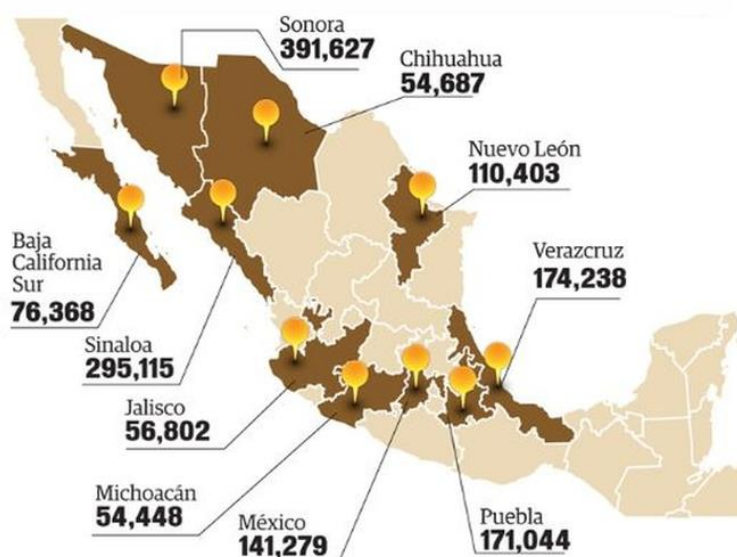 Sonora
391,627
Chihuahua
54,687
Nuevo León
110,403
Verazcruz
174,238
Baja
California
Sur
76,368
Sinaloa
295,115
Jalisco
56,802
Michoacán
54,448
México
141,279
Puebla
171,044